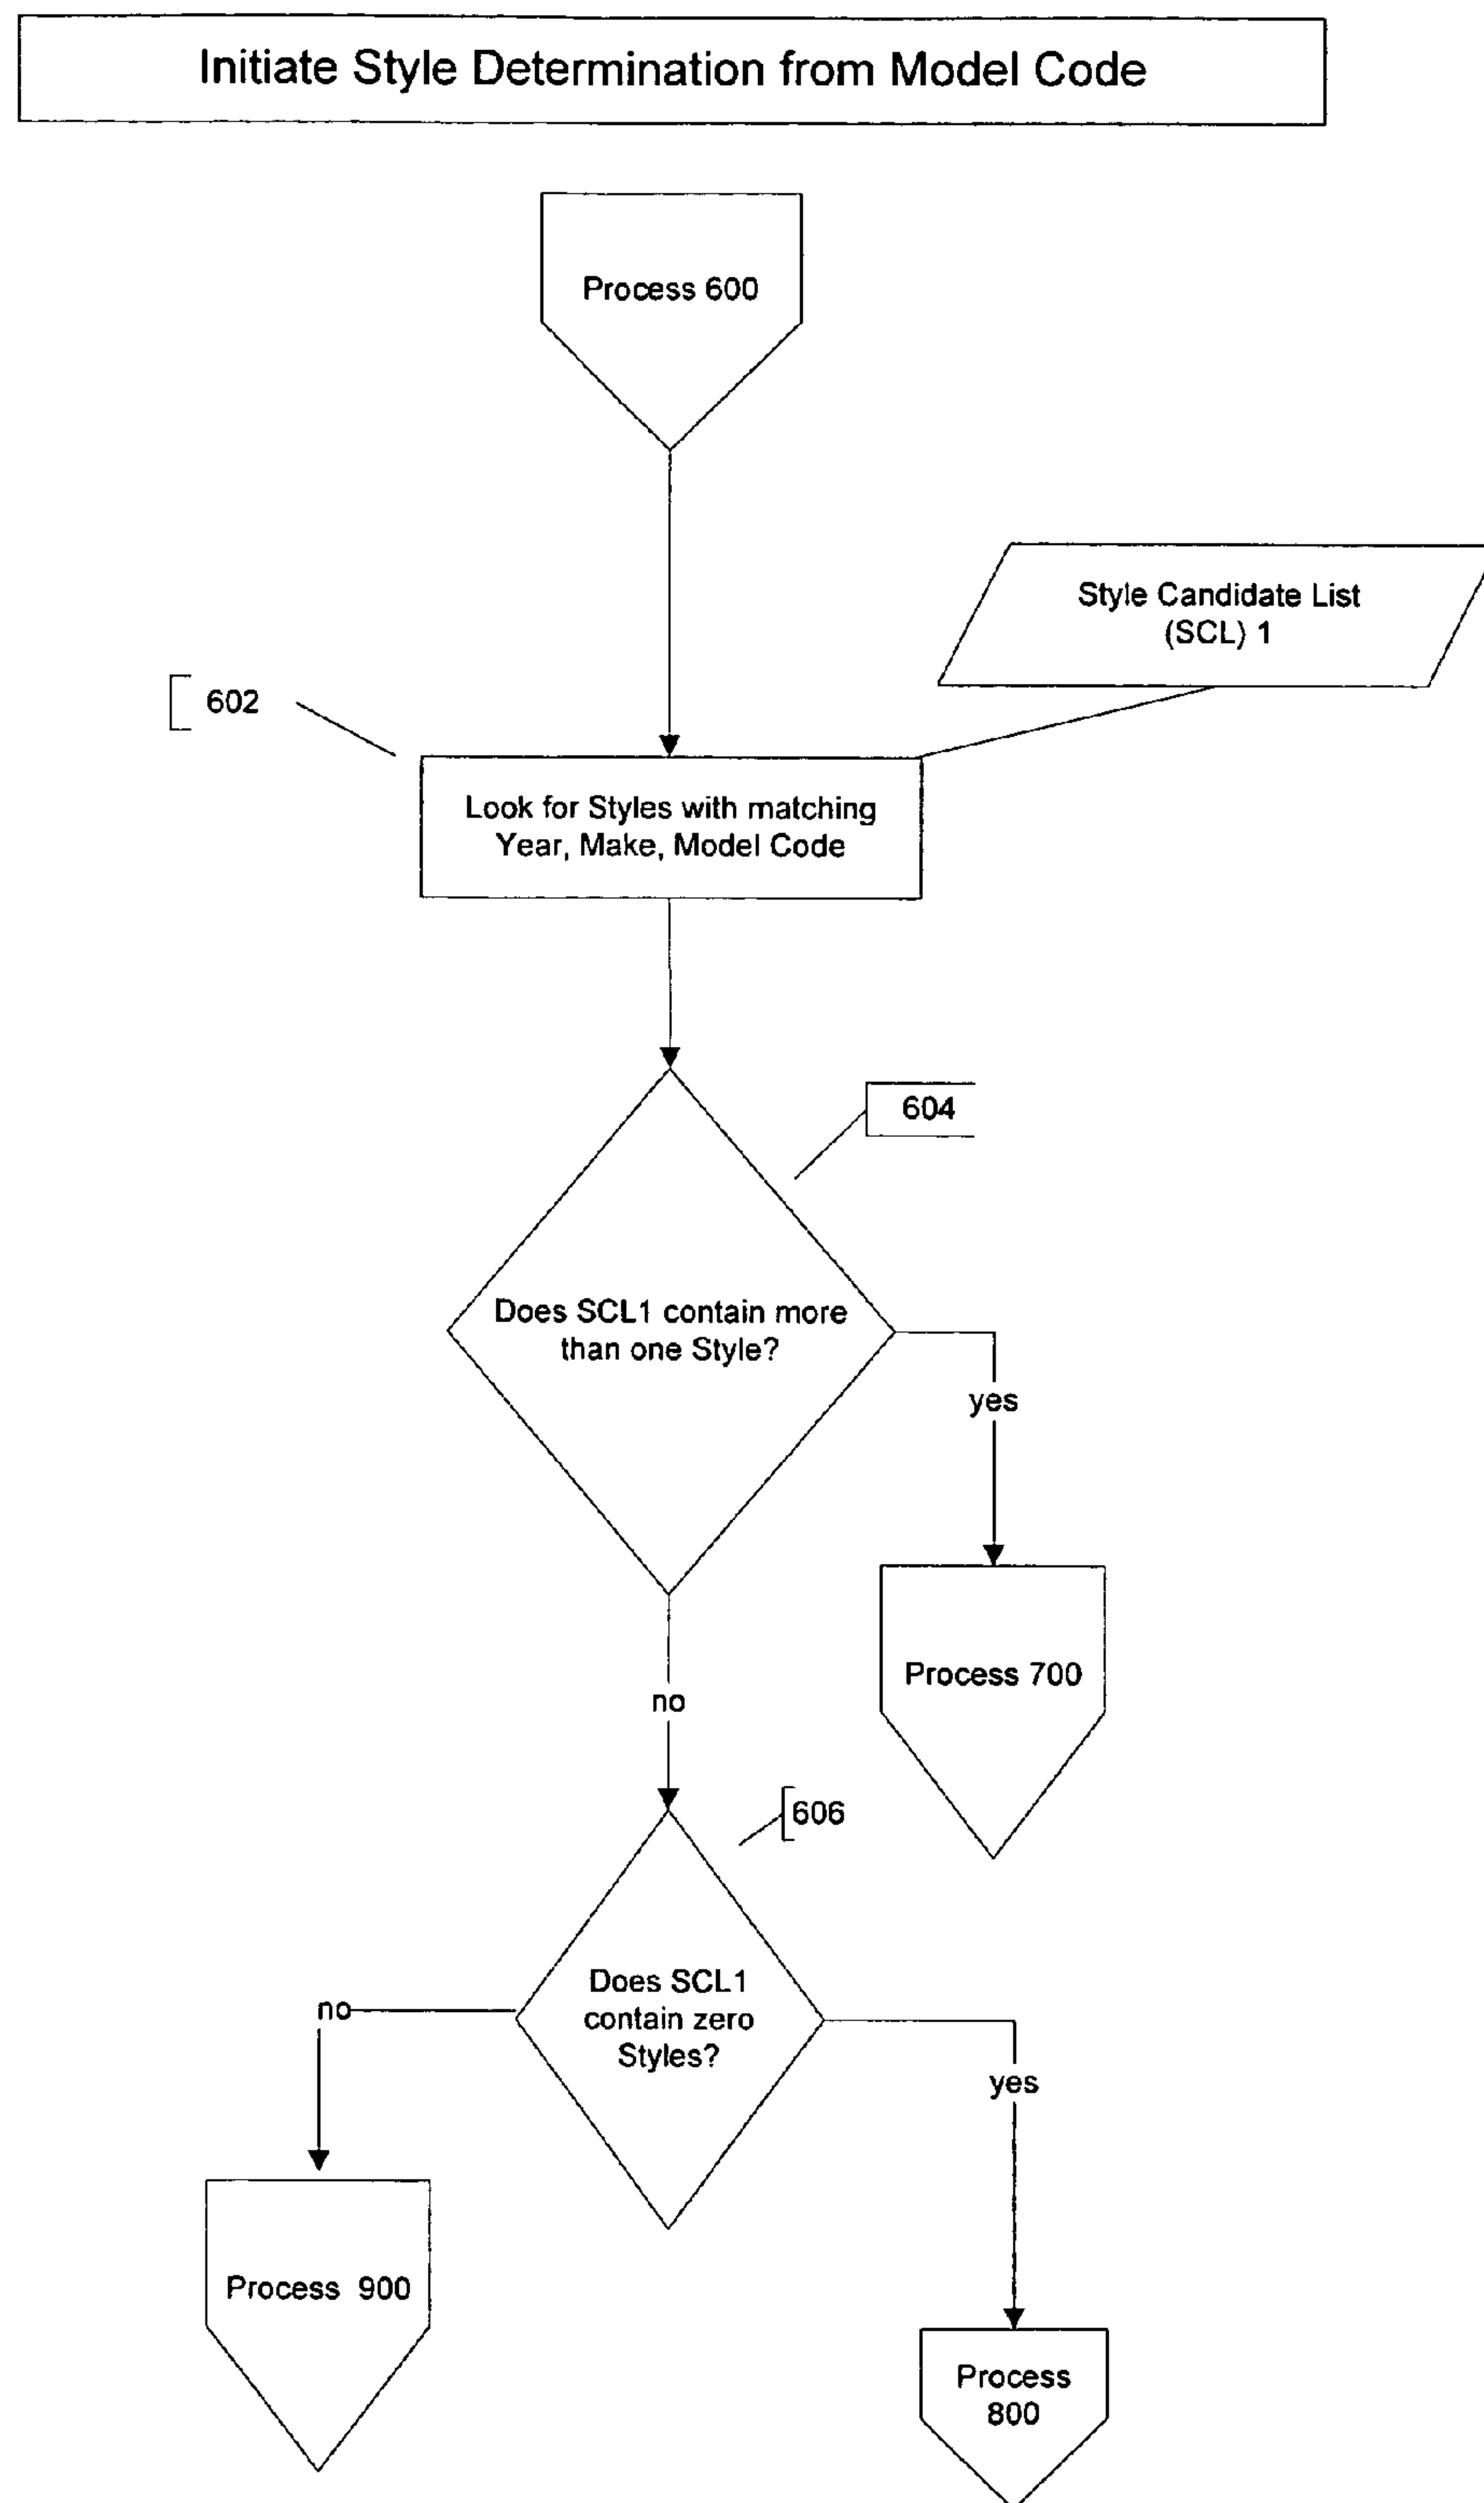 Initiate Style Determination from Model Code
Process 600
Style Candidate List
(SCL) 1
602
Look for Styles with matching
Year, Make, Model Code
604
Does SCL1 contain more
than one Style?
yes
Process 700
no
606
Does SCL1
contain zero
Styles?
no
yes
Process 900
Process
800